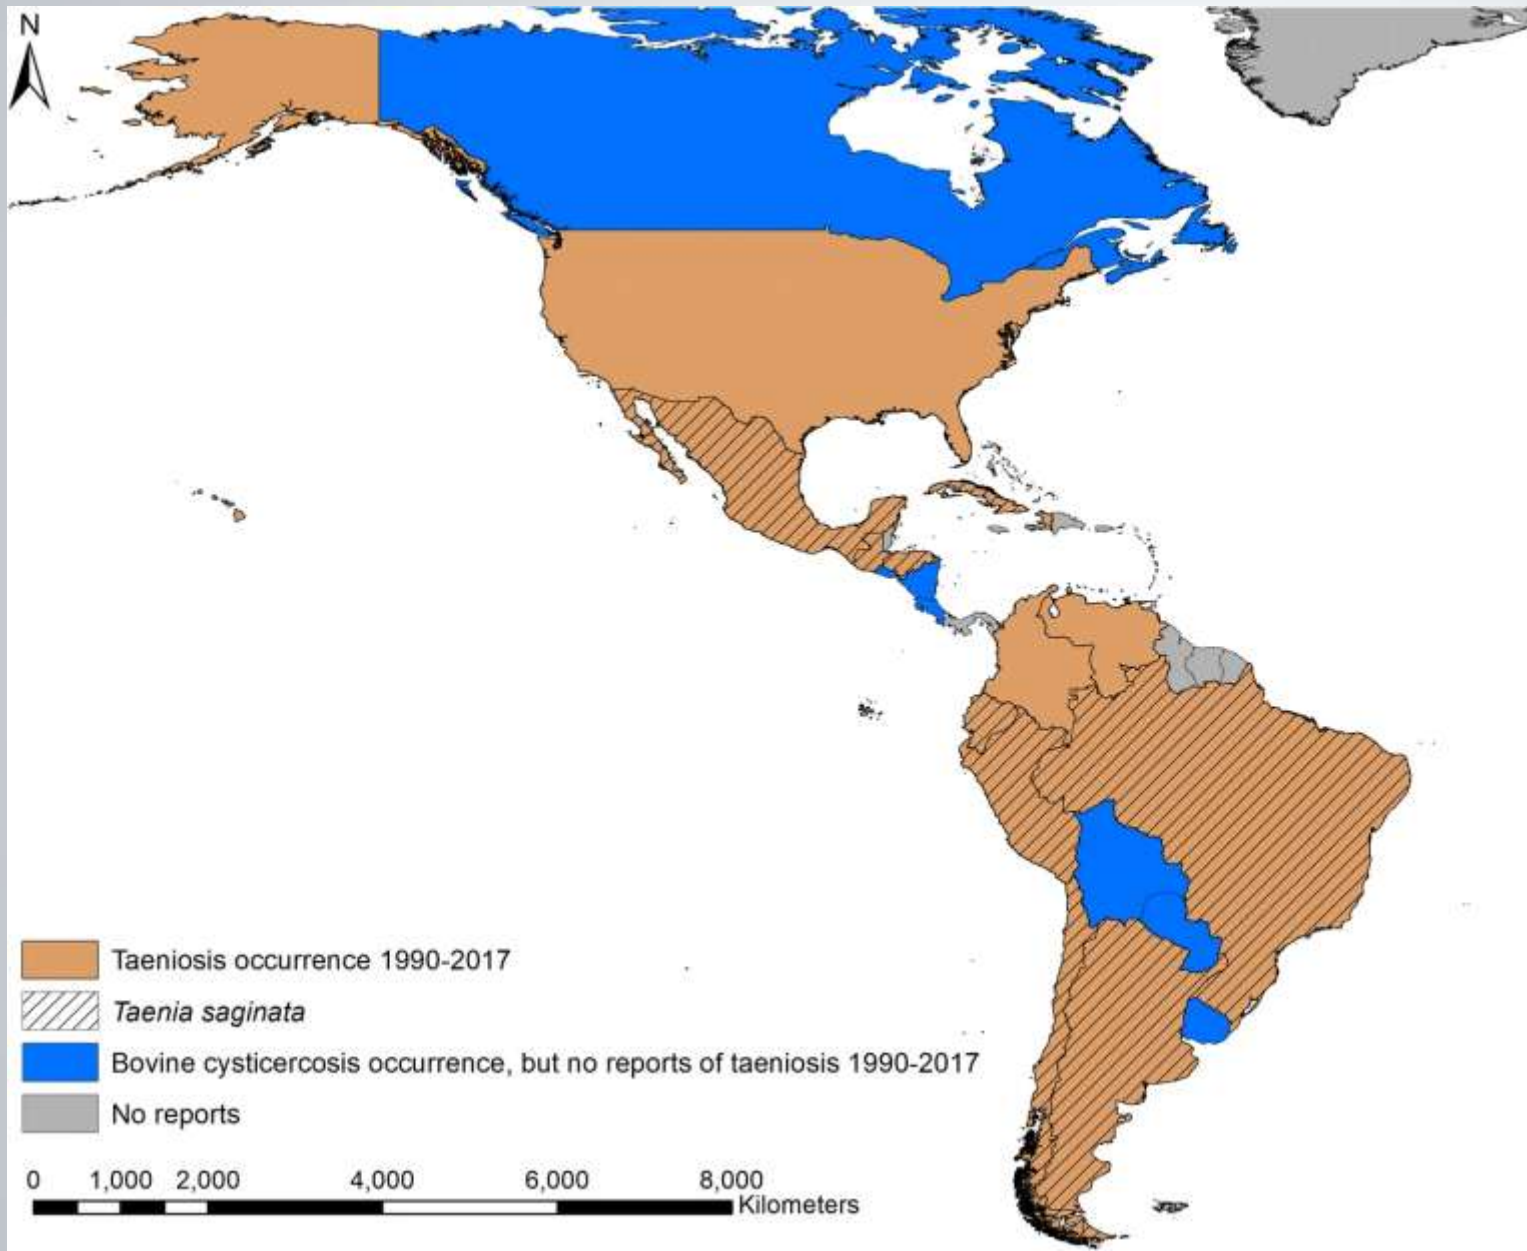 N
Taeniosis occurrence 1990-2017
Taenia saginata
Bovine cysticercosis occurrence, but no reports of taeniosis 1990-2017
No reports
0 1,000 2,000 4,000 6,000 8,000
Kilometers